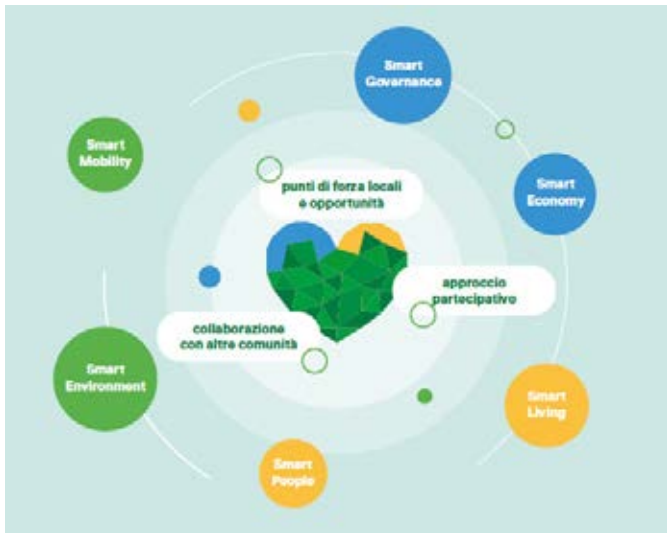 Smart
Governance
Smart
Mobility
Smart
Economy
punti di forza locali
e opportunità
approccio
partecipativo
collaborazione
con altre comunità
Smart
Environment
Smart
Living
Smart
People